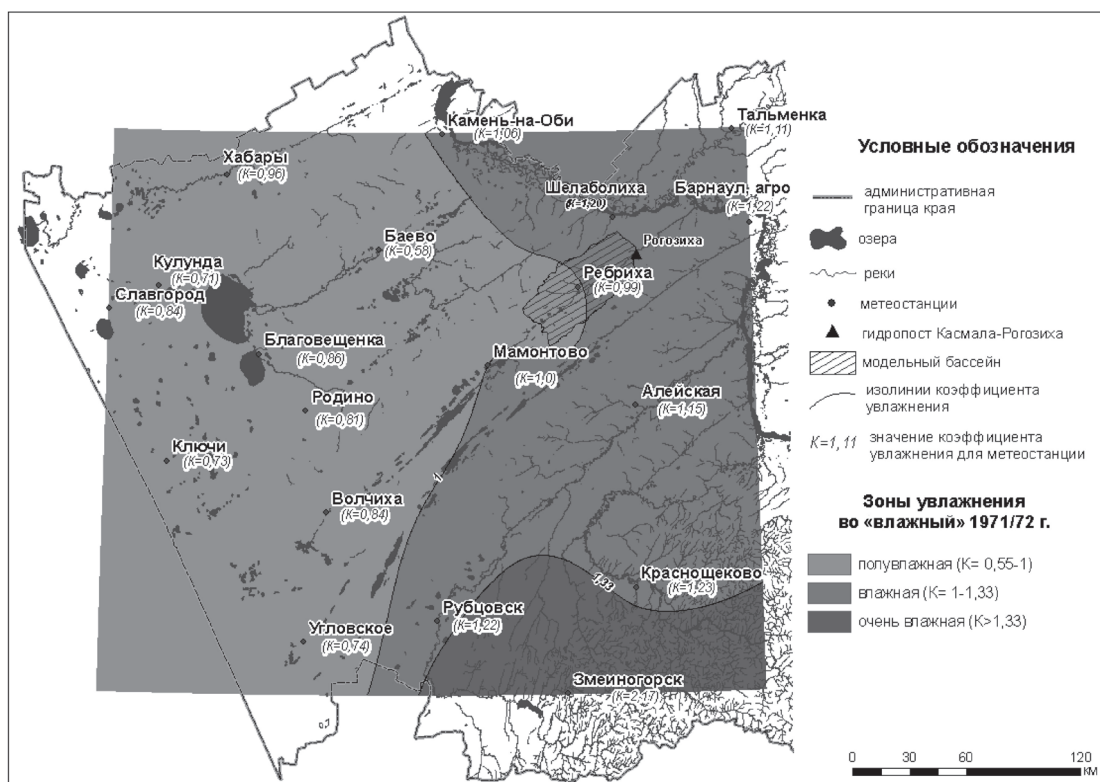 Камень-на-Оби
(К=1,06)
Тальменка
(К=1,11)
Хабары
(К=0,96)
Шелаболиха
(К=1,20)
Барнаул, агро
(К=1,22)
Баево
(К=0,58)
Рогозиха
Кулунда
(К=0,71)
Ребриха
(К=0,99)
Славгород
(К=0,84)
Благовещенка
(К=0,86)
Мамонтово
(К=1,0)
Родино
(К=0,81)
Алейская
(К=1,15)
Ключи
(К=0,73)
1
Волчиха
(К=0,84)
1,33
Краснощеково
(К=1,23)
Рубцовск
(К=1,22)
Угловское
(К=0,74)
Змеиногорск
(К=2,17)
Условные обозначения
административная
граница края
озера
реки
метеостанции
гидропост Касмала-Рогозиха
модельный бассейн
изолинии коэффициента
увлажнения
К=1,11 значение коэффициента
увлажнения для метеостанции
Зоны увлажнения
во «влажный» 1971/72 г.
полувлажная (К= 0,55-1)
влажная (К= 1-1,33)
очень влажная (К>1,33)
0 30 60 120
КМ